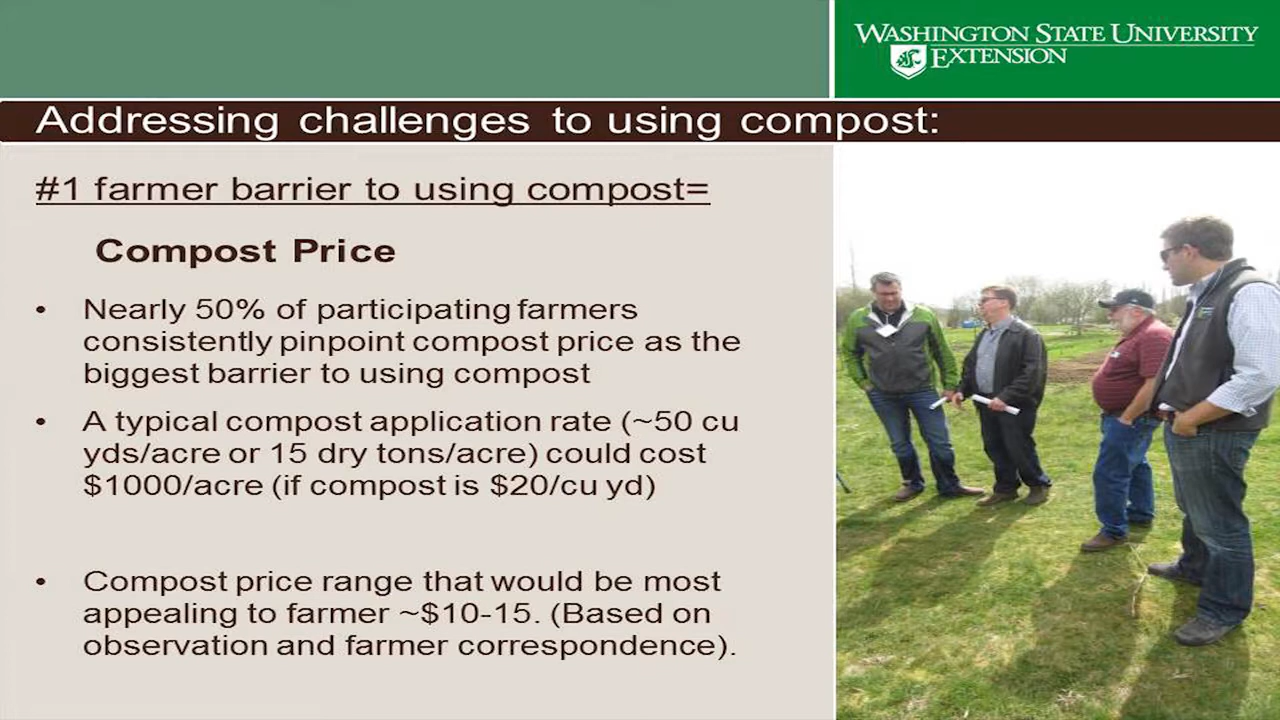 WASHINGTON STATE UNIVERSITY
EXTENSION
Addressing challenges to using compost:
#1 farmer barrier to using compost=
Compost Price
• Nearly 50% of participating farmers
consistently pinpoint compost price as the
biggest barrier to using compost
• A typical compost application rate (~50 cu
yds/acre or 15 dry tons/acre) could cost
$1000/acre (if compost is $20/cu yd)
• Compost price range that would be most
appealing to farmer ~$10-15. (Based on
observation and farmer correspondence).